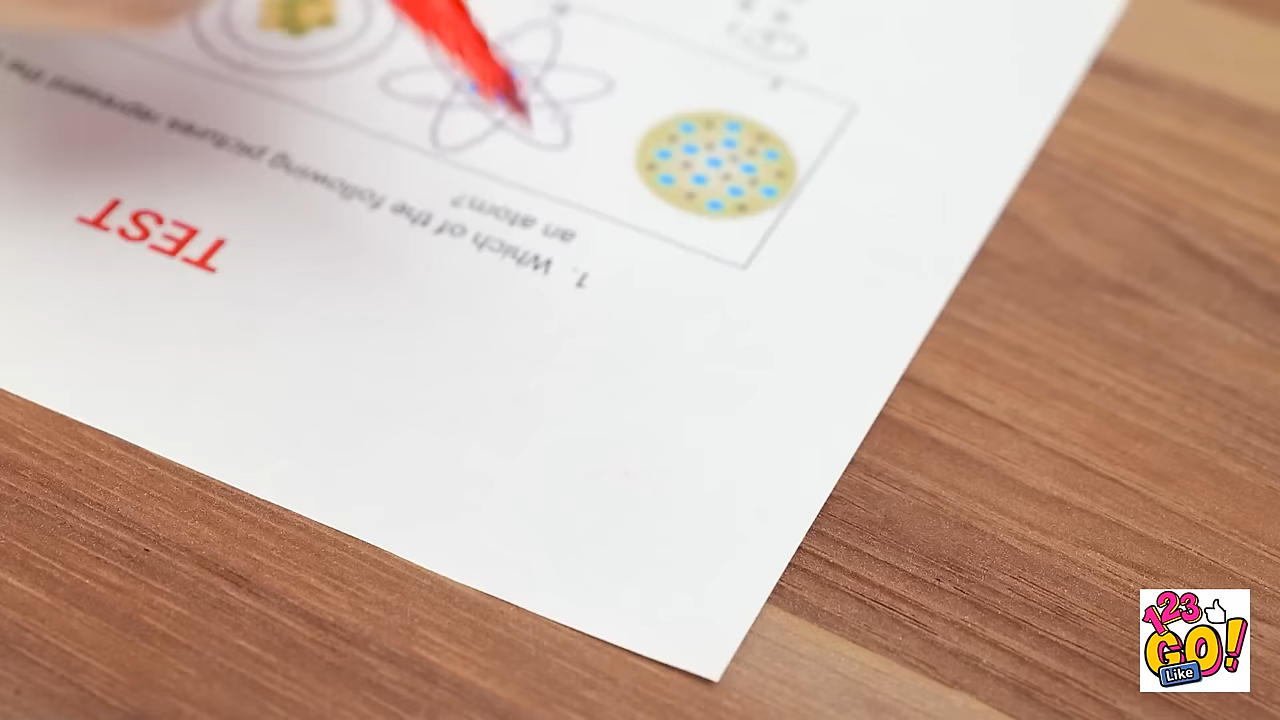 TEST
1. Which of the following pictures represent the
an atom?
123
GO!
Like